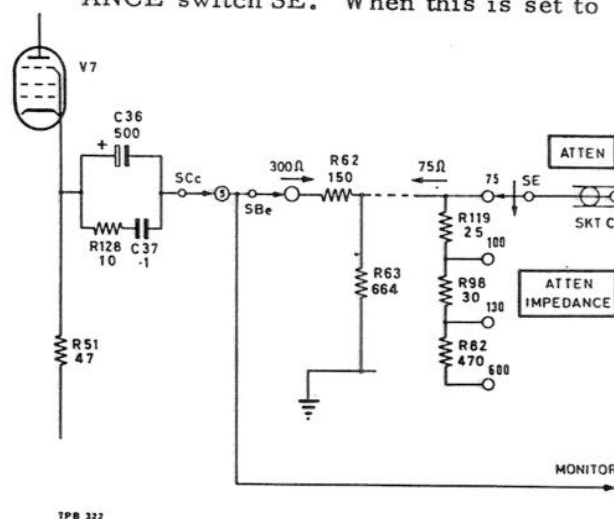 ANCE switch SE. When this is set to
V7
C36
500
+
SCc
5
300Ω
R62
150
75Ω
75
SE
ATTEN
SBe
SKT C
R119
25
R128
10
C37
·1
100
R63
664
R98
30
ATTEN
IMPEDANCE
130
R51
47
R82
470
600
MONITOR
TPB 322